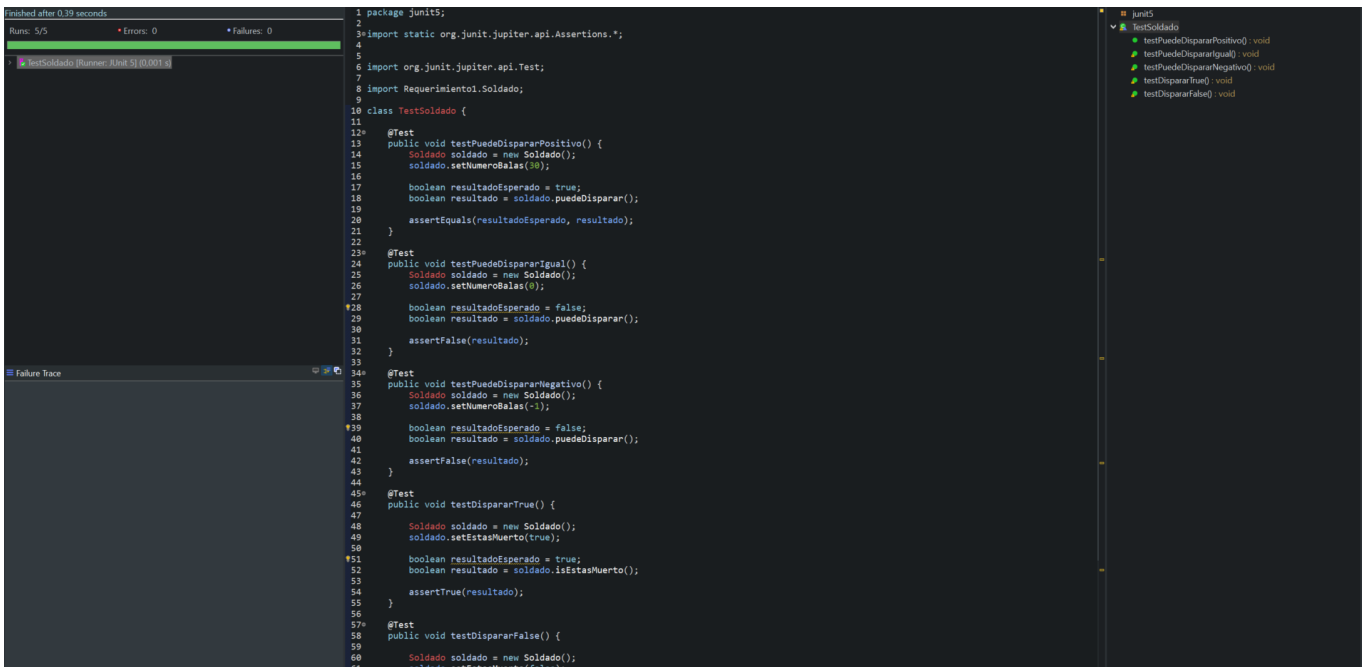 Finished after 0,39 seconds
Runs: 5/5 Errors: 0 Failures: 0
TestSoldado [Runner: JUnit 5] (0,001 s)
Failure Trace
1 package junit5;
2
3 import static org.junit.jupiter.api.Assertions.*;
4
5
6 import org.junit.jupiter.api.Test;
7
8 import Requerimiento1.Soldado;
9
10 class TestSoldado {
11
12 @Test
13 public void testPuedeDispararPositivo() {
14 Soldado soldado = new Soldado();
15 soldado.setNumeroBalas(30);
16
17 boolean resultadoEsperado = true;
18 boolean resultado = soldado.puedeDisparar();
19
20 assertEquals(resultadoEsperado, resultado);
21 }
22
23 @Test
24 public void testPuedeDispararIgual() {
25 Soldado soldado = new Soldado();
26 soldado.setNumeroBalas(0);
27
28 boolean resultadoEsperado = false;
29 boolean resultado = soldado.puedeDisparar();
30
31 assertFalse(resultado);
32 }
33
34 @Test
35 public void testPuedeDispararNegativo() {
36 Soldado soldado = new Soldado();
37 soldado.setNumeroBalas(-1);
38
39 boolean resultadoEsperado = false;
40 boolean resultado = soldado.puedeDisparar();
41
42 assertFalse(resultado);
43 }
44
45 @Test
46 public void testDispararTrue() {
47
48 Soldado soldado = new Soldado();
49 soldado.setEstasMuerto(true);
50
51 boolean resultadoEsperado = true;
52 boolean resultado = soldado.isEstasMuerto();
53
54 assertTrue(resultado);
55 }
56
57 @Test
58 public void testDispararFalse() {
59
60 Soldado soldado = new Soldado();
junit5
TestSoldado
testPuedeDispararPositivo() : void
testPuedeDispararIgual() : void
testPuedeDispararNegativo() : void
testDispararTrue() : void
testDispararFalse() : void